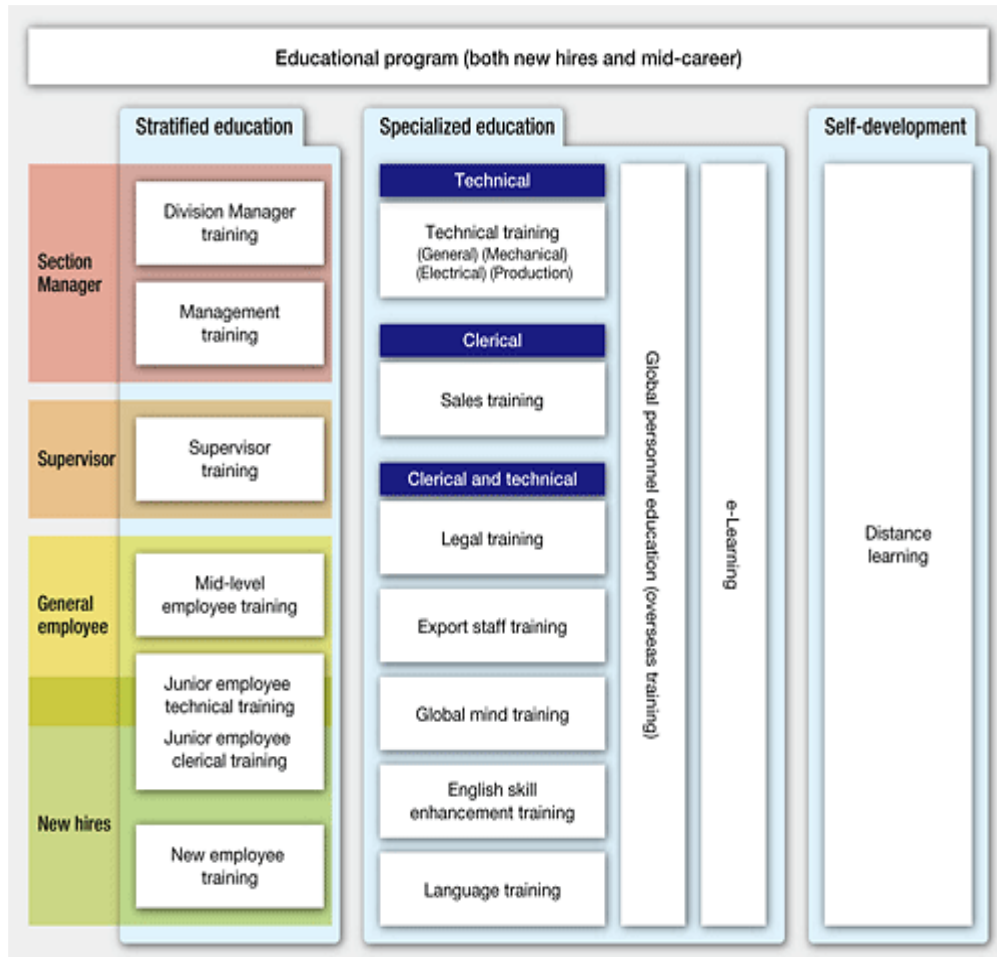 Educational program (both new hires and mid-career)
Stratified education
Section
Manager
Division Manager
training
Management
training
Supervisor
Supervisor
training
General
employee
Mid-level
employee training
Junior employee
technical training
Junior employee
clerical training
New hires
New employee
training
Specialized education
Technical
Technical training
(General) (Mechanical)
(Electrical) (Production)
Clerical
Sales training
Clerical and technical
Legal training
Export staff training
Global mind training
English skill
enhancement training
Language training
Global personnel education (overseas training)
e-Learning
Self-development
Distance
learning